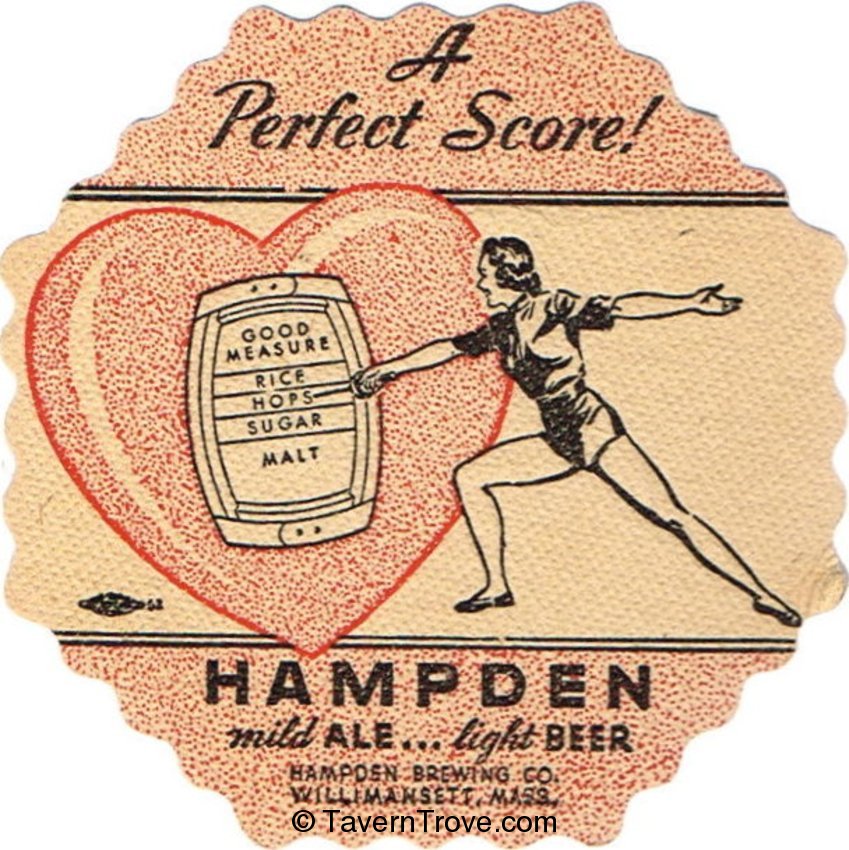 A
Perfect Score!
GOOD
MEASURE
RICE
HOPS
SUGAR
MALT
62
HAMPDEN
mild ALE... light BEER
HAMPDEN BREWING CO.
WILLIMANSETT, MASS.
© TavernTrove.com